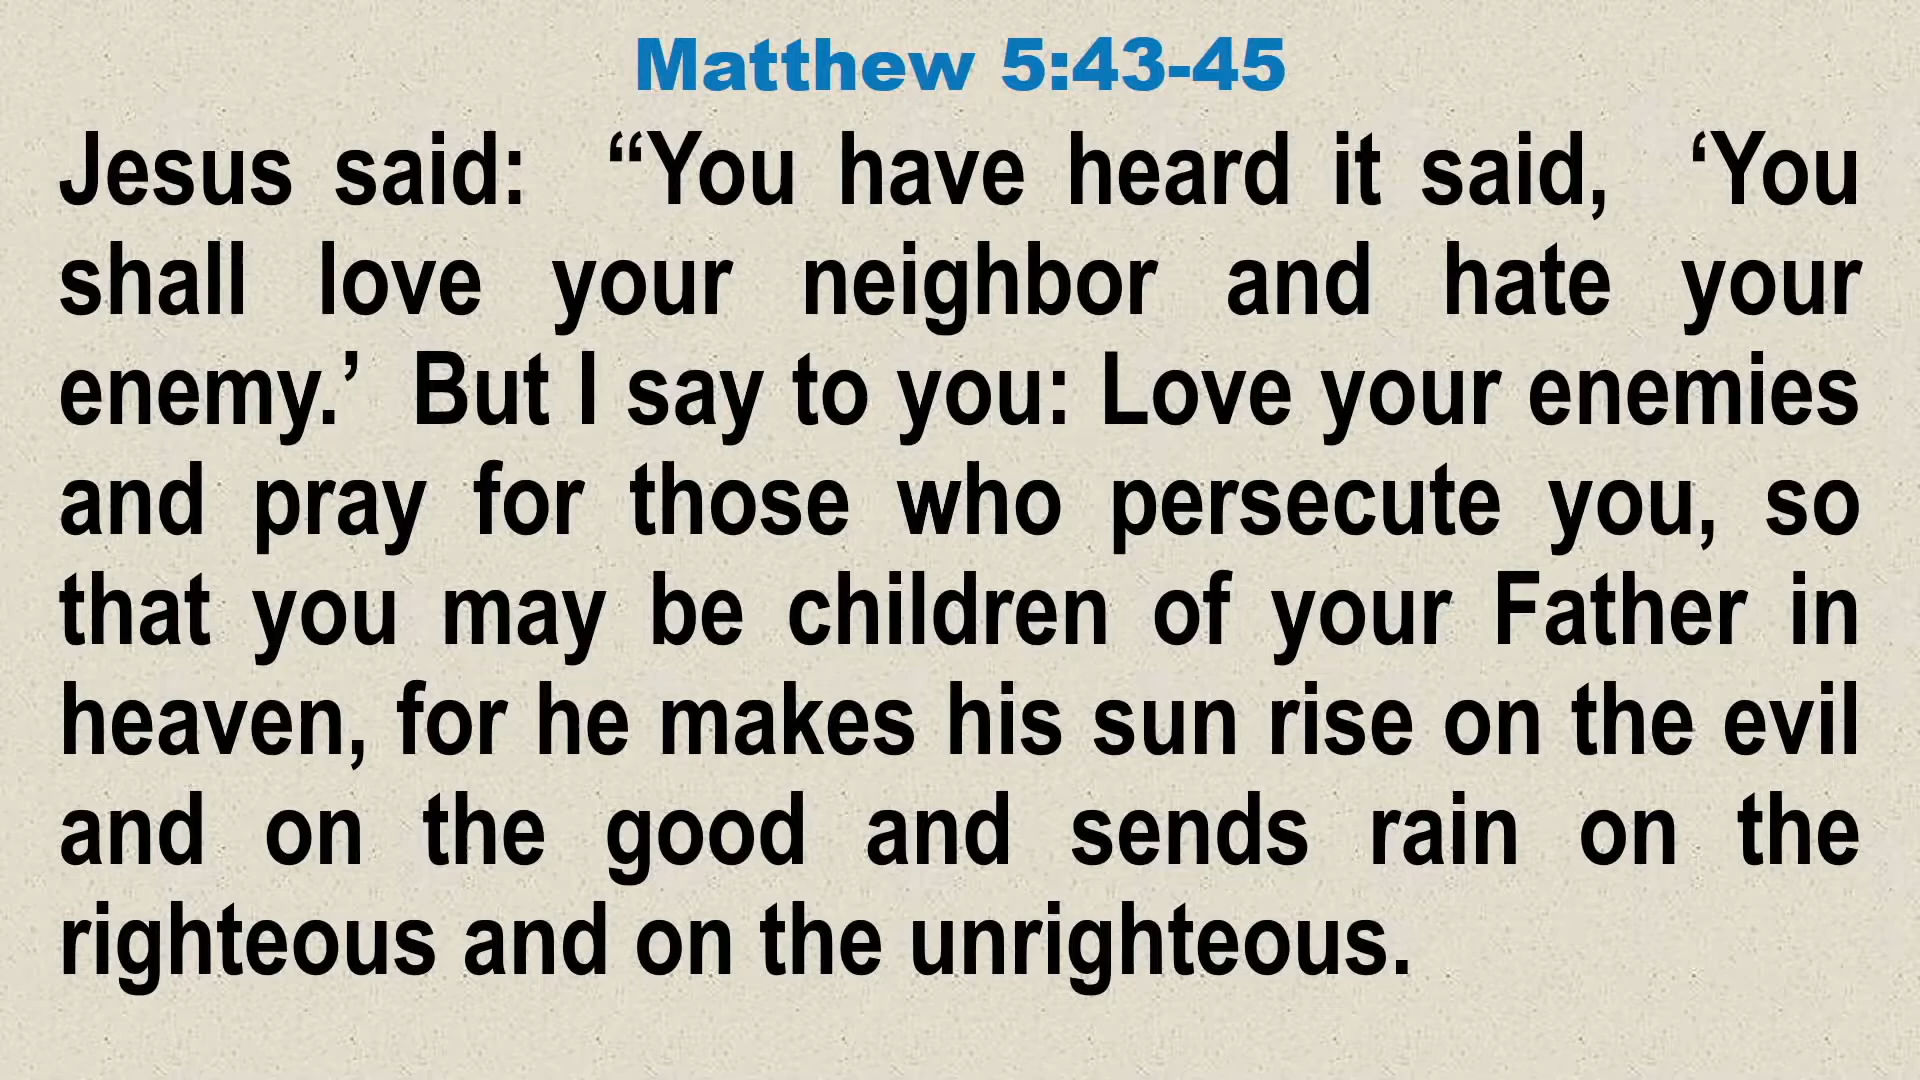 Matthew 5:43-45
Jesus said:  “You have heard it said,  ‘You
shall love your neighbor and hate your
enemy.’  But I say to you: Love your enemies
and pray for those who persecute you, so
that you may be children of your Father in
heaven, for he makes his sun rise on the evil
and on the good and sends rain on the
righteous and on the unrighteous.